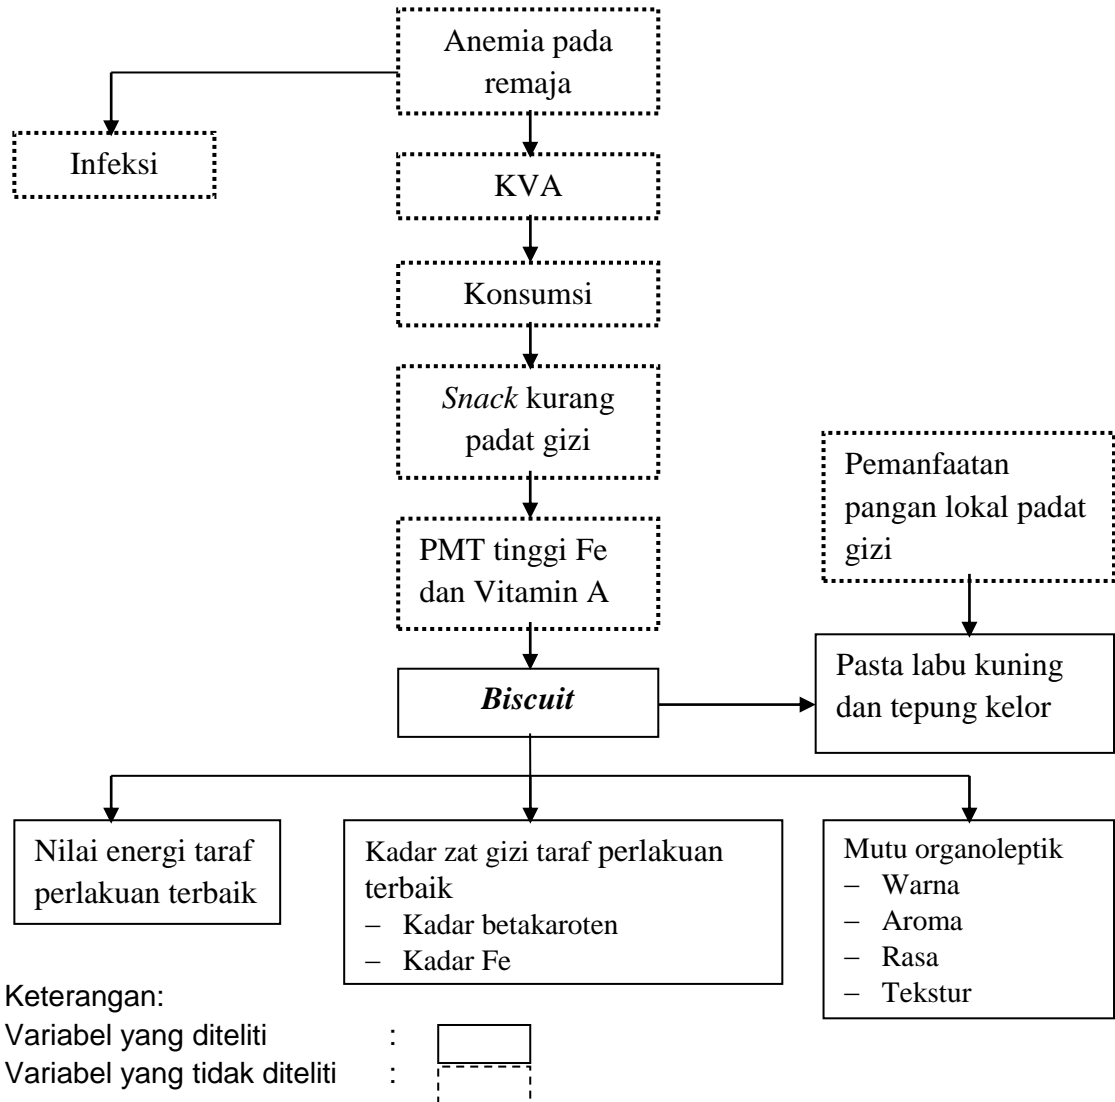 Anemia pada
remaja
Infeksi
KVA
Konsumsi
Snack kurang
padat gizi
Pemanfaatan
pangan lokal padat
gizi
PMT tinggi Fe
dan Vitamin A
Biscuit
Pasta labu kuning
dan tepung kelor
Nilai energi taraf
perlakuan terbaik
Kadar zat gizi taraf perlakuan
terbaik
– Kadar betakaroten
– Kadar Fe
Mutu organoleptik
– Warna
– Aroma
– Rasa
– Tekstur
Keterangan:
Variabel yang diteliti :
Variabel yang tidak diteliti :